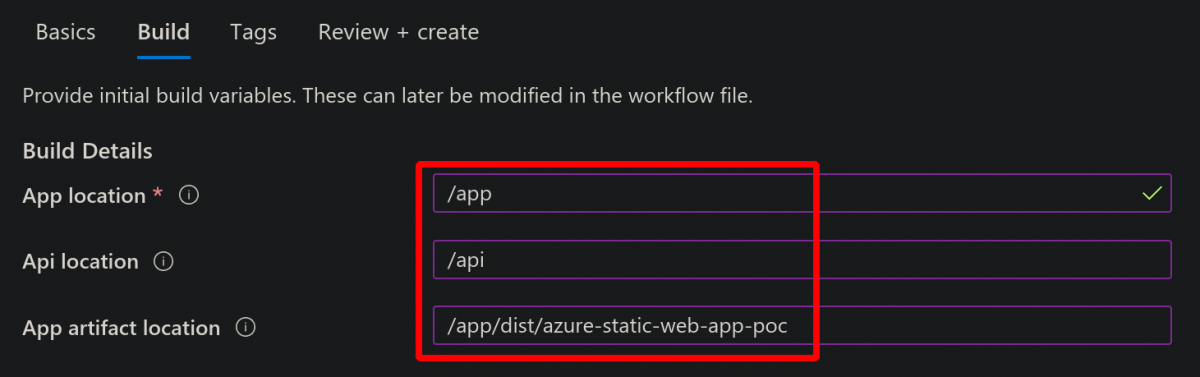 Basics Build Tags Review + create
Provide initial build variables. These can later be modified in the workflow file.
Build Details
App location * /app
Api location /api
App artifact location /app/dist/azure-static-web-app-poc